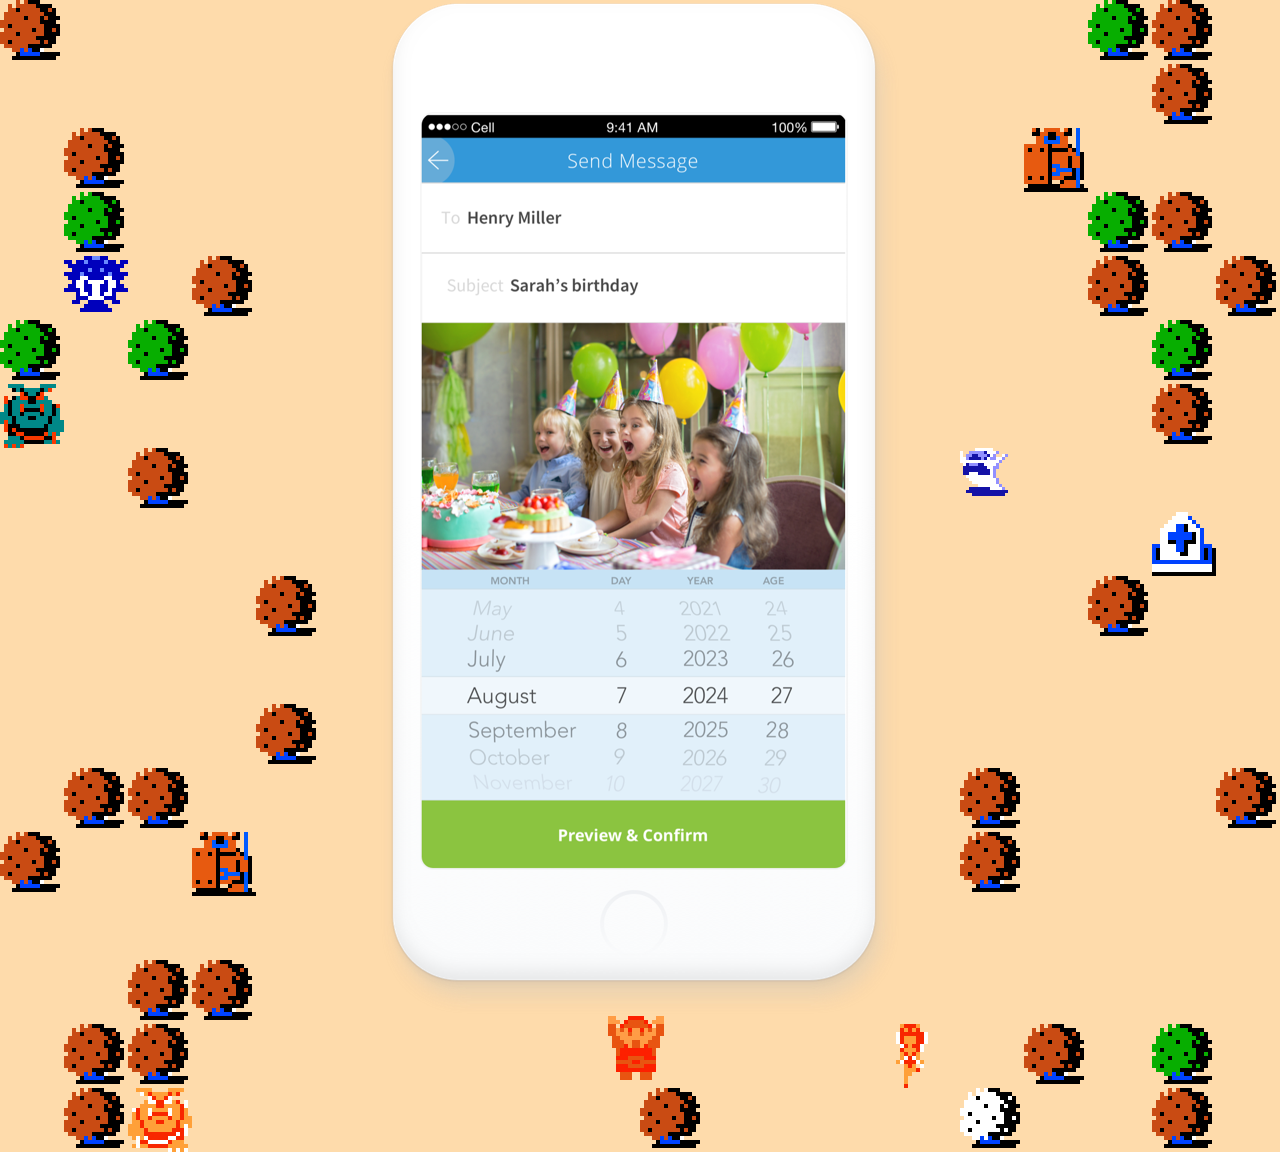 Cell 9:41 AM 100%
Send Message
To Henry Miller
Subject Sarah’s birthday
MONTH DAY YEAR AGE
May 4 2021 24
June 5 2022 25
July 6 2023 26
August 7 2024 27
September 8 2025 28
October 9 2026 29
November 10 2027 30
Preview & Confirm